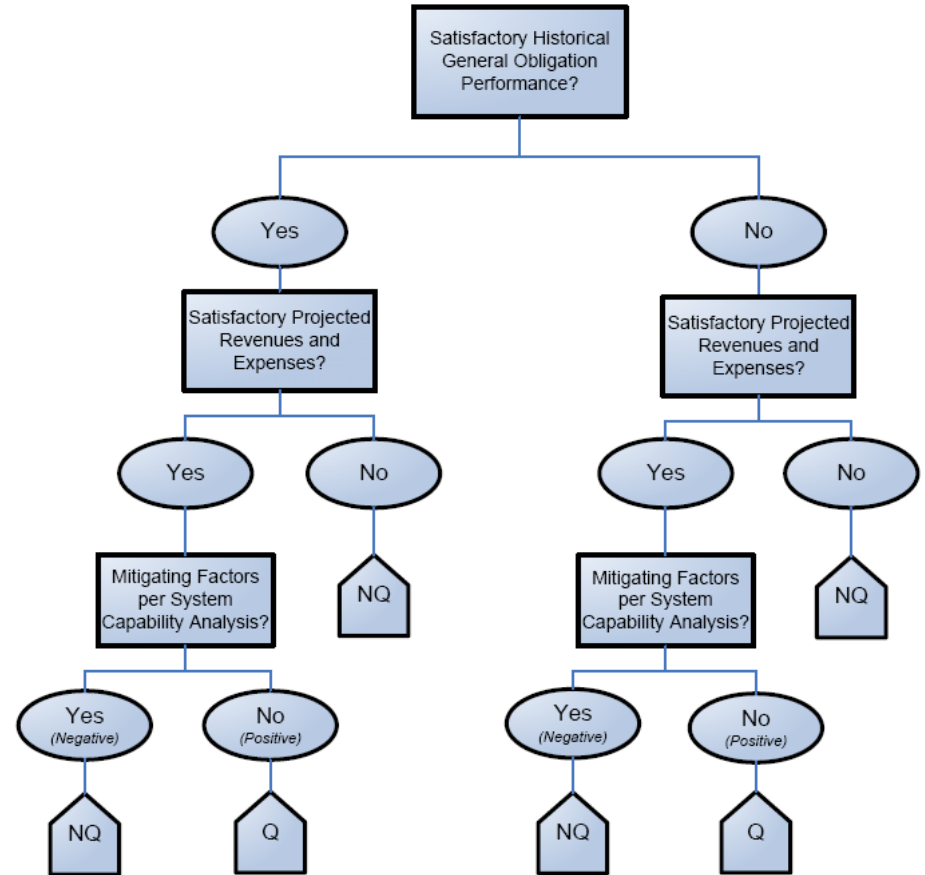 Satisfactory Historical
General Obligation
Performance?
Yes
No
Satisfactory Projected
Revenues and
Expenses?
Satisfactory Projected
Revenues and
Expenses?
Yes
No
Yes
No
Mitigating Factors
per System
Capability Analysis?
NQ
Mitigating Factors
per System
Capability Analysis?
NQ
Yes
(Negative)
No
(Positive)
Yes
(Negative)
No
(Positive)
NQ
Q
NQ
Q